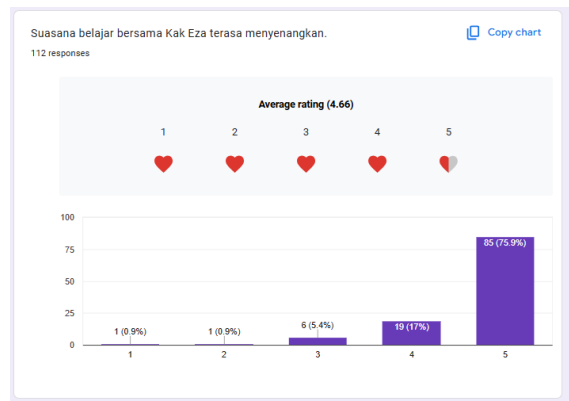 Suasana belajar bersama Kak Eza terasa menyenangkan.
Copy chart
112 responses
Average rating (4.66)
1 2 3 4 5
100
75
50
25
0
1 (0.9%) 1 (0.9%) 6 (5.4%) 19 (17%) 85 (75.9%)
1 2 3 4 5